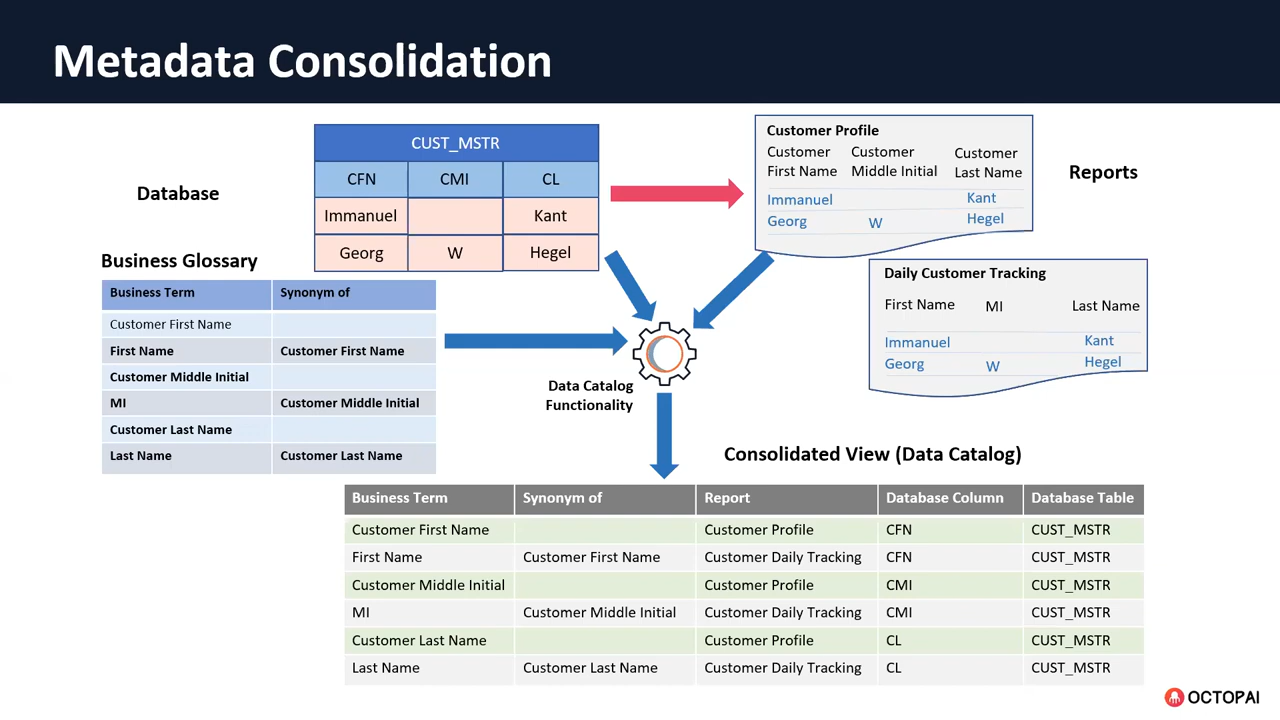 Metadata Consolidation
Database
CUST_MSTR
CFN CMI CL
Immanuel Kant
Georg W Hegel
Customer Profile
Customer First Name Customer Middle Initial Customer Last Name
Immanuel Kant
Georg W Hegel
Reports
Daily Customer Tracking
First Name MI Last Name
Immanuel Kant
Georg W Hegel
Business Glossary
Business Term Synonym of
Customer First Name
First Name Customer First Name
Customer Middle Initial
MI Customer Middle Initial
Customer Last Name
Last Name Customer Last Name
Data Catalog
Functionality
Consolidated View (Data Catalog)
Business Term Synonym of Report Database Column Database Table
Customer First Name Customer Profile CFN CUST_MSTR
First Name Customer First Name Customer Daily Tracking CFN CUST_MSTR
Customer Middle Initial Customer Profile CMI CUST_MSTR
MI Customer Middle Initial Customer Daily Tracking CMI CUST_MSTR
Customer Last Name Customer Profile CL CUST_MSTR
Last Name Customer Last Name Customer Daily Tracking CL CUST_MSTR
OCTOPAI